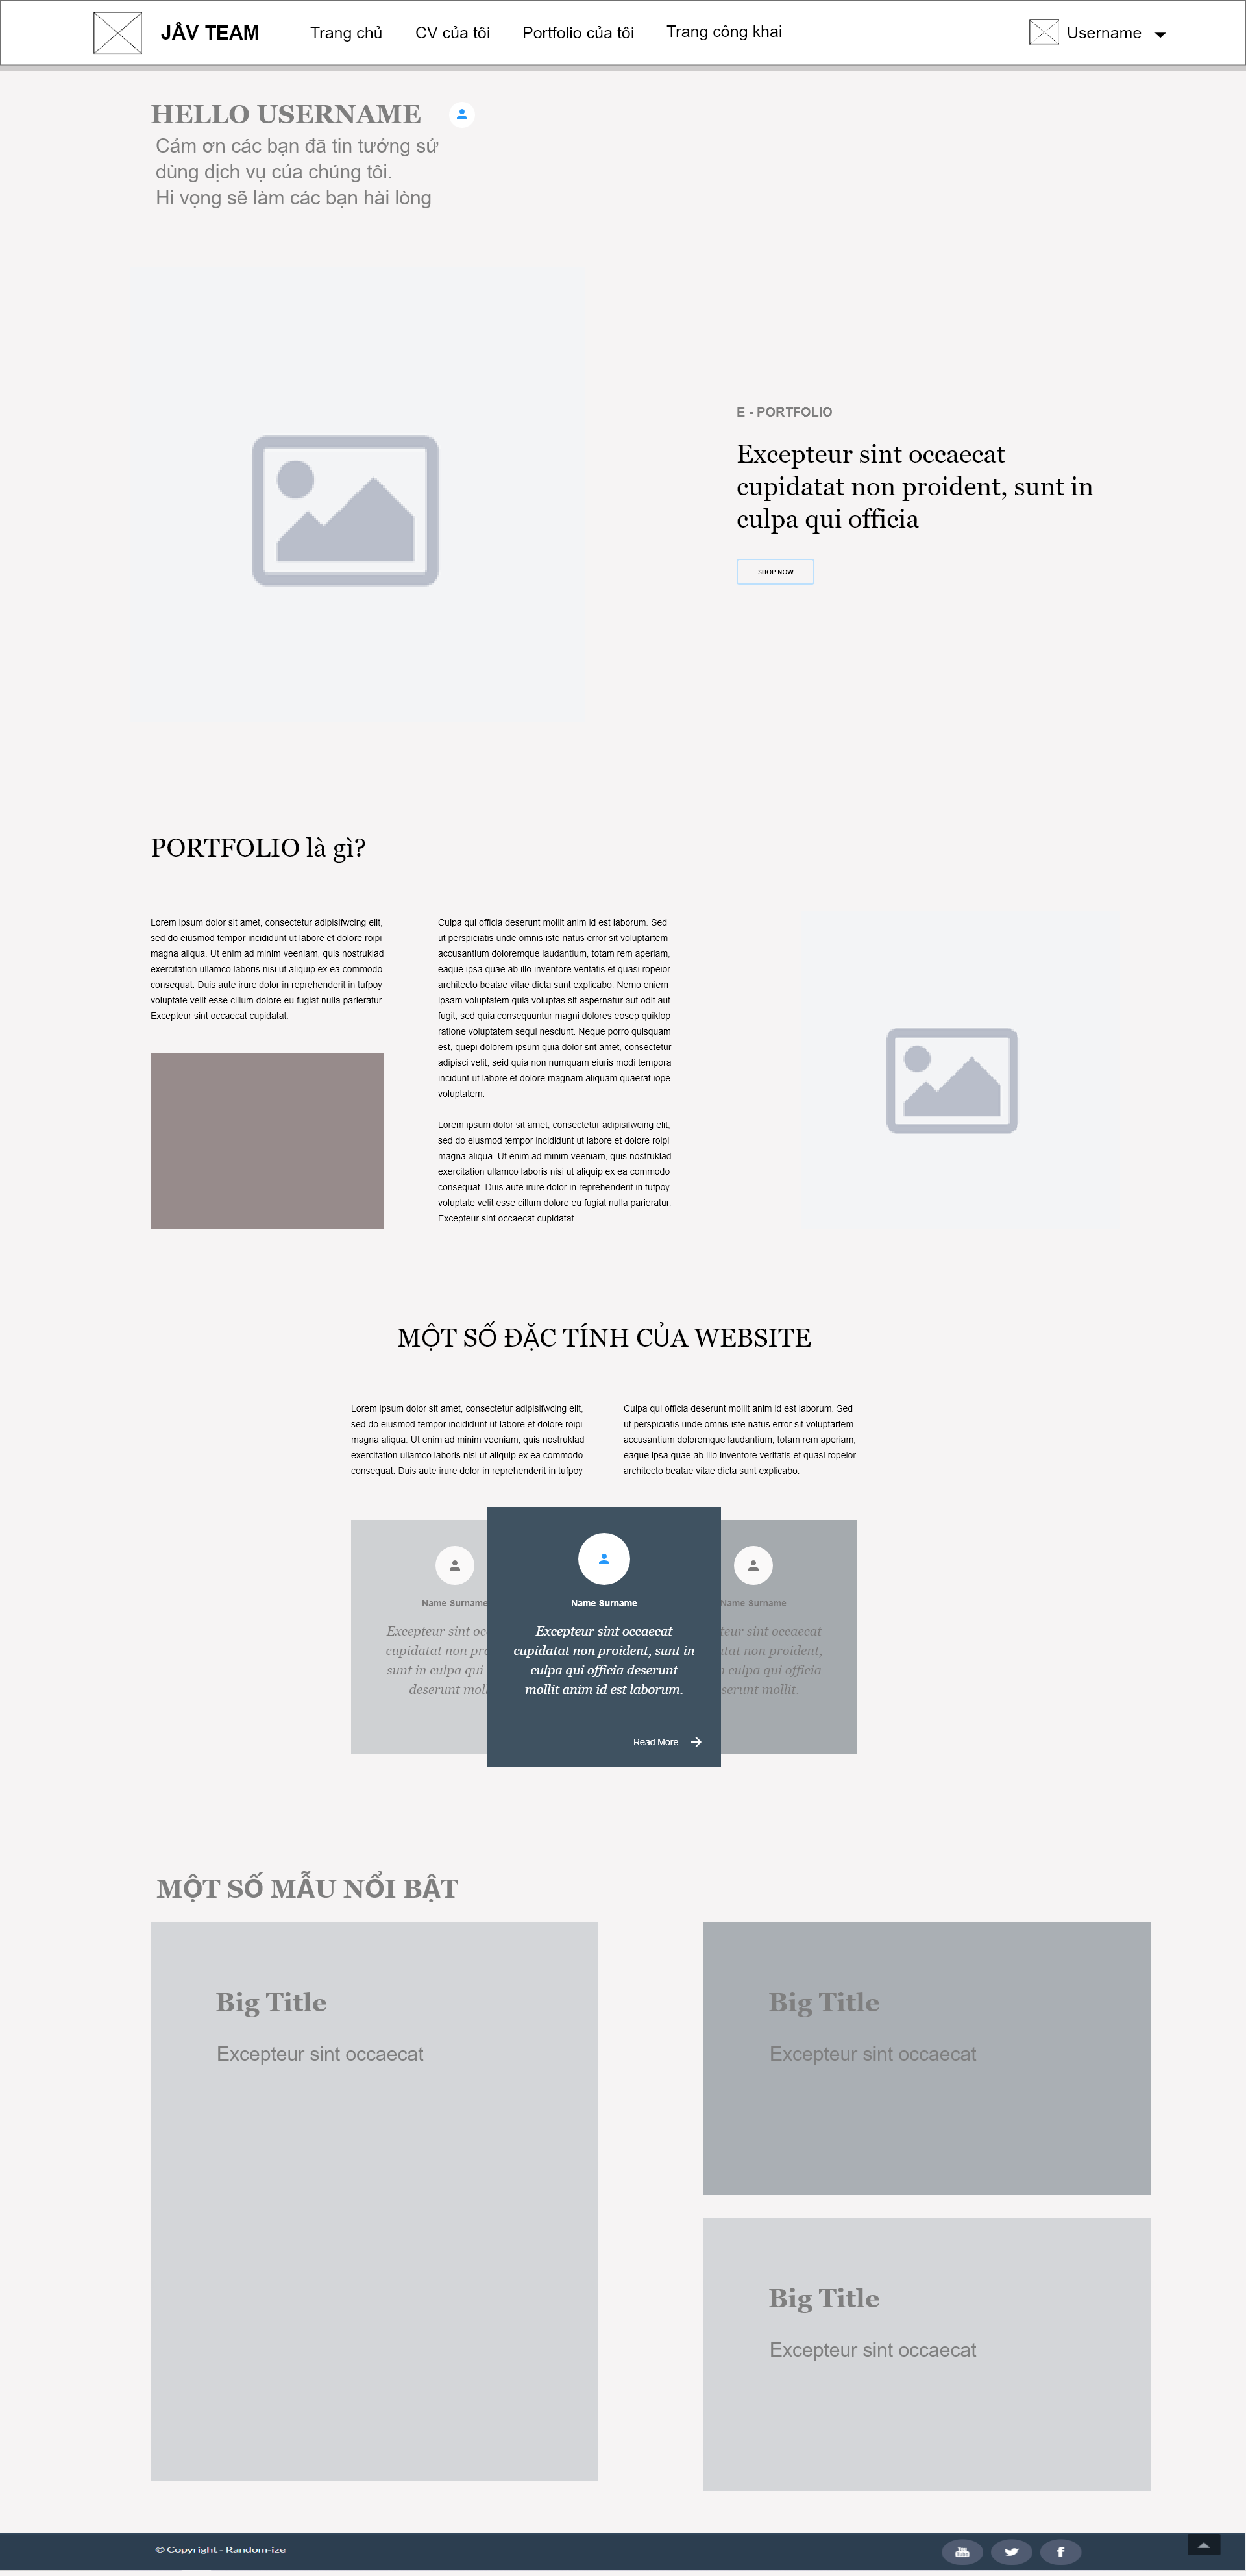 JÂV TEAM
Trang chủ
CV của tôi
Portfolio của tôi
Trang công khai
Username
HELLO USERNAME
Cảm ơn các bạn đã tin tưởng sử
dùng dịch vụ của chúng tôi.
Hi vọng sẽ làm các bạn hài lòng
E - PORTFOLIO
Excepteur sint occaecat
cupidatat non proident, sunt in
culpa qui officia
SHOP NOW
PORTFOLIO là gì?
Lorem ipsum dolor sit amet, consectetur adipisifwcing elit,
sed do eiusmod tempor incididunt ut labore et dolore roipi
magna aliqua. Ut enim ad minim veeniam, quis nostruklad
exercitation ullamco laboris nisi ut aliquip ex ea commodo
consequat. Duis aute irure dolor in reprehenderit in tufpoy
voluptate velit esse cillum dolore eu fugiat nulla parieratur.
Excepteur sint occaecat cupidatat.
Culpa qui officia deserunt mollit anim id est laborum. Sed
ut perspiciatis unde omnis iste natus error sit voluptartem
accusantium doloremque laudantium, totam rem aperiam,
eaque ipsa quae ab illo inventore veritatis et quasi ropeior
architecto beatae vitae dicta sunt explicabo. Nemo eniem
ipsam voluptatem quia voluptas sit aspernatur aut odit aut
fugit, sed quia consequuntur magni dolores eosep quiklop
ratione voluptatem sequi nesciunt. Neque porro quisquam
est, quepi dolorem ipsum quia dolor srit amet, consectetur
adipisci velit, seid quia non numquam eiuris modi tempora
incidunt ut labore et dolore magnam aliquam quaerat iope
voluptatem.
Lorem ipsum dolor sit amet, consectetur adipisifwcing elit,
sed do eiusmod tempor incididunt ut labore et dolore roipi
magna aliqua. Ut enim ad minim veeniam, quis nostruklad
exercitation ullamco laboris nisi ut aliquip ex ea commodo
consequat. Duis aute irure dolor in reprehenderit in tufpoy
voluptate velit esse cillum dolore eu fugiat nulla parieratur.
Excepteur sint occaecat cupidatat.
MỘT SỐ ĐẶC TÍNH CỦA WEBSITE
Lorem ipsum dolor sit amet, consectetur adipisifwcing elit,
sed do eiusmod tempor incididunt ut labore et dolore roipi
magna aliqua. Ut enim ad minim veeniam, quis nostruklad
exercitation ullamco laboris nisi ut aliquip ex ea commodo
consequat. Duis aute irure dolor in reprehenderit in tufpoy
Culpa qui officia deserunt mollit anim id est laborum. Sed
ut perspiciatis unde omnis iste natus error sit voluptartem
accusantium doloremque laudantium, totam rem aperiam,
eaque ipsa quae ab illo inventore veritatis et quasi ropeior
architecto beatae vitae dicta sunt explicabo.
Name Surname
Excepteur sint
cupidatat non
sunt in culpa qui
deserunt
Name Surname
Excepteur sint occaecat
cupidatat non proident, sunt in
culpa qui officia deserunt
mollit anim id est laborum.
Read More
Name Surname
sint occaecat
non proident,
culpa qui officia
mollit.
MỘT SỐ MẪU NỔI BẬT
Big Title
Excepteur sint occaecat
Big Title
Excepteur sint occaecat
Big Title
Excepteur sint occaecat
© Copyright - Random-ize